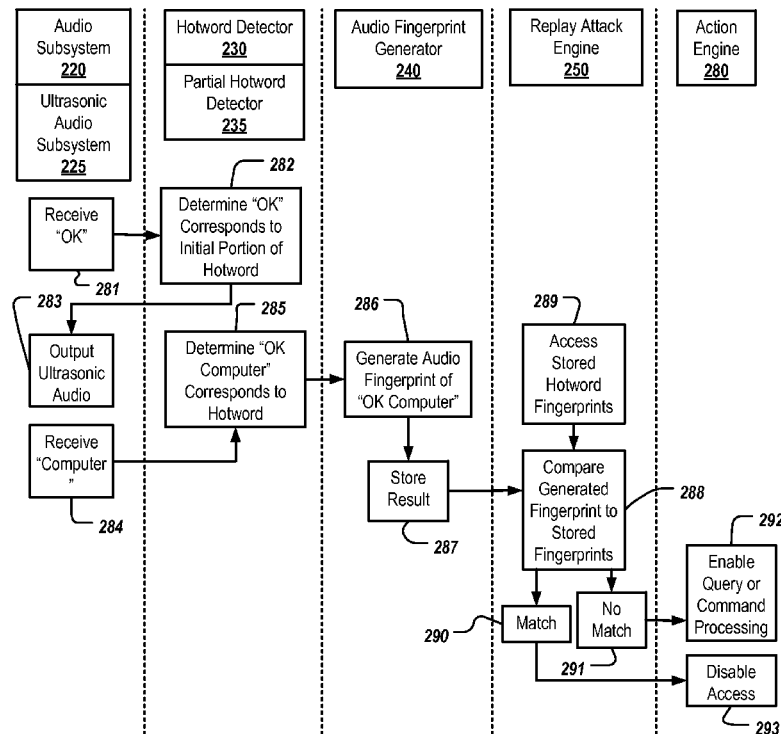 Audio
Subsystem
220
Ultrasonic
Audio
Subsystem
225
Hotword Detector
230
Partial Hotword
Detector
235
Audio Fingerprint
Generator
240
Replay Attack
Engine
250
Action
Engine
280
Receive
"OK"
281
282
Determine "OK"
Corresponds to
Initial Portion of
Hotword
283
Output
Ultrasonic
Audio
285
Determine "OK
Computer"
Corresponds to
Hotword
286
Generate Audio
Fingerprint of
"OK Computer"
289
Access
Stored
Hotword
Fingerprints
Receive
"Computer
"
284
Store
Result
287
Compare
Generated
Fingerprint to
Stored
Fingerprints
288
290
Match
No
Match
291
292
Enable
Query or
Command
Processing
Disable
Access
293